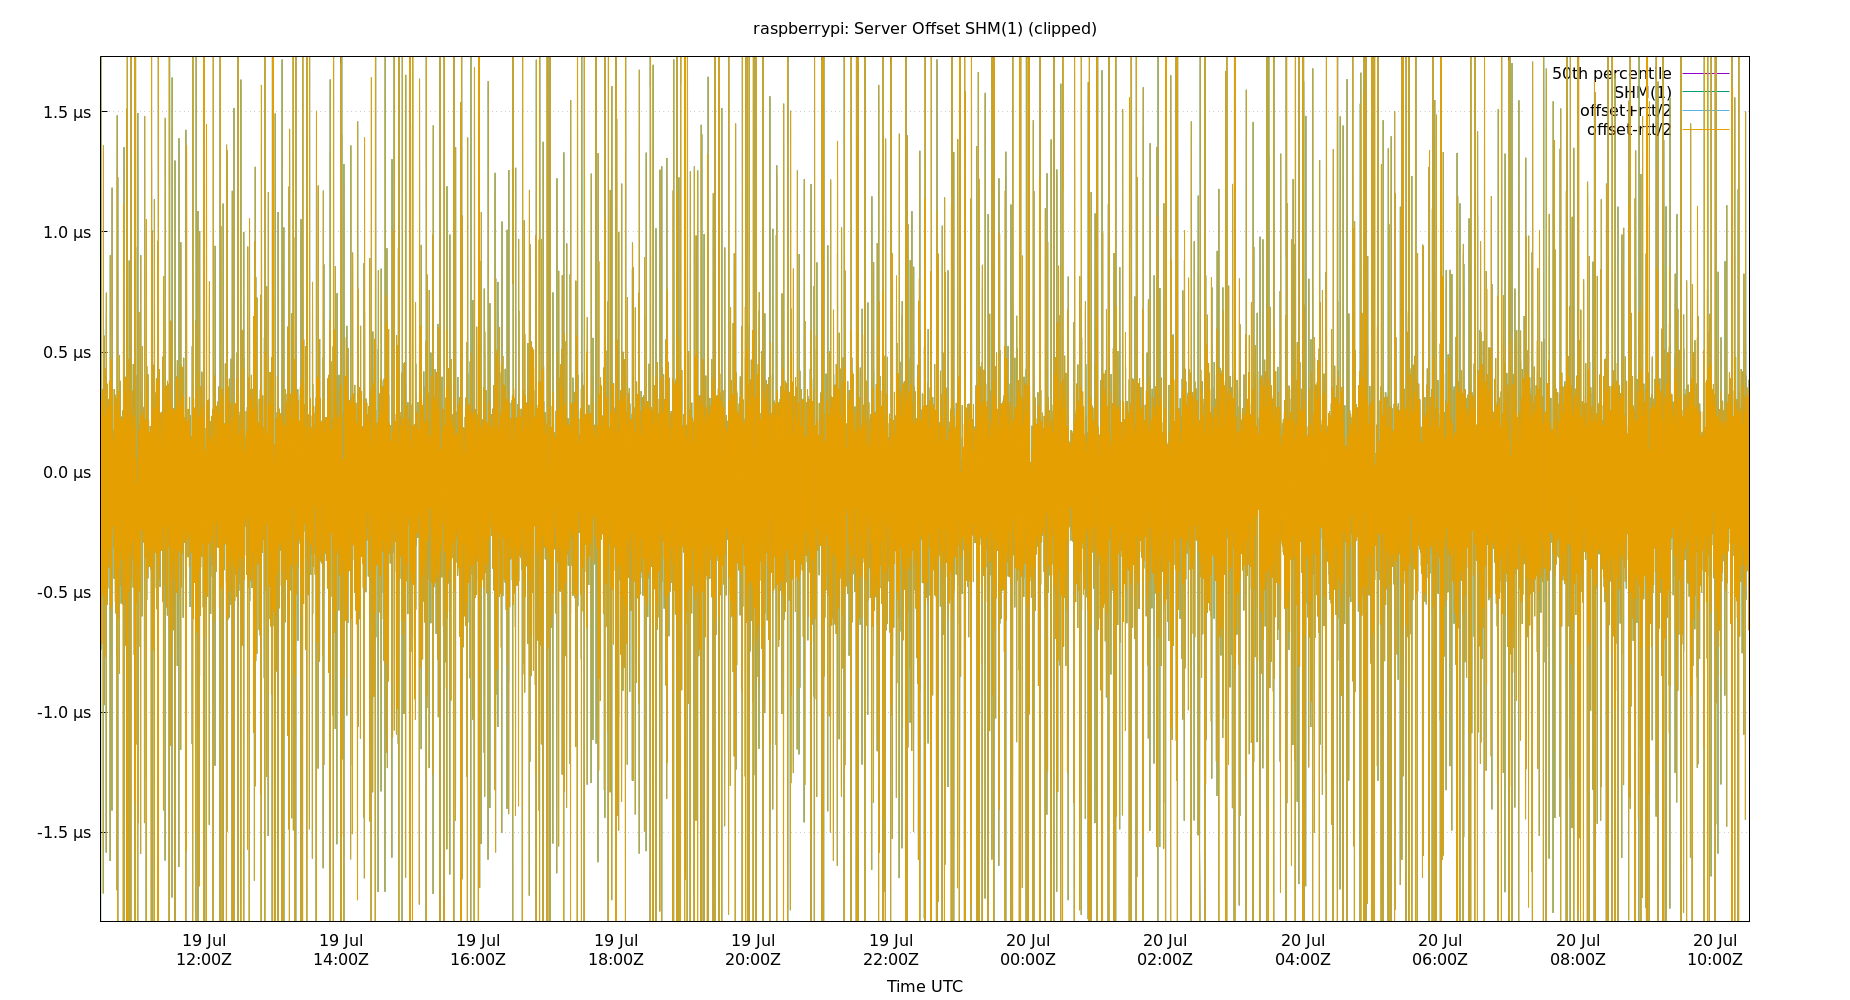 raspberrypi: Server Offset SHM(1) (clipped)
50th percentile
SHM(1)
offset+rtt/2
offset-rtt/2
1.5 µs
1.0 µs
0.5 µs
0.0 µs
-0.5 µs
-1.0 µs
-1.5 µs
19 Jul 19 Jul 19 Jul 19 Jul 19 Jul 19 Jul 20 Jul 20 Jul 20 Jul 20 Jul 20 Jul 20 Jul
12:00Z 14:00Z 16:00Z 18:00Z 20:00Z 22:00Z 00:00Z 02:00Z 04:00Z 06:00Z 08:00Z 10:00Z
Time UTC